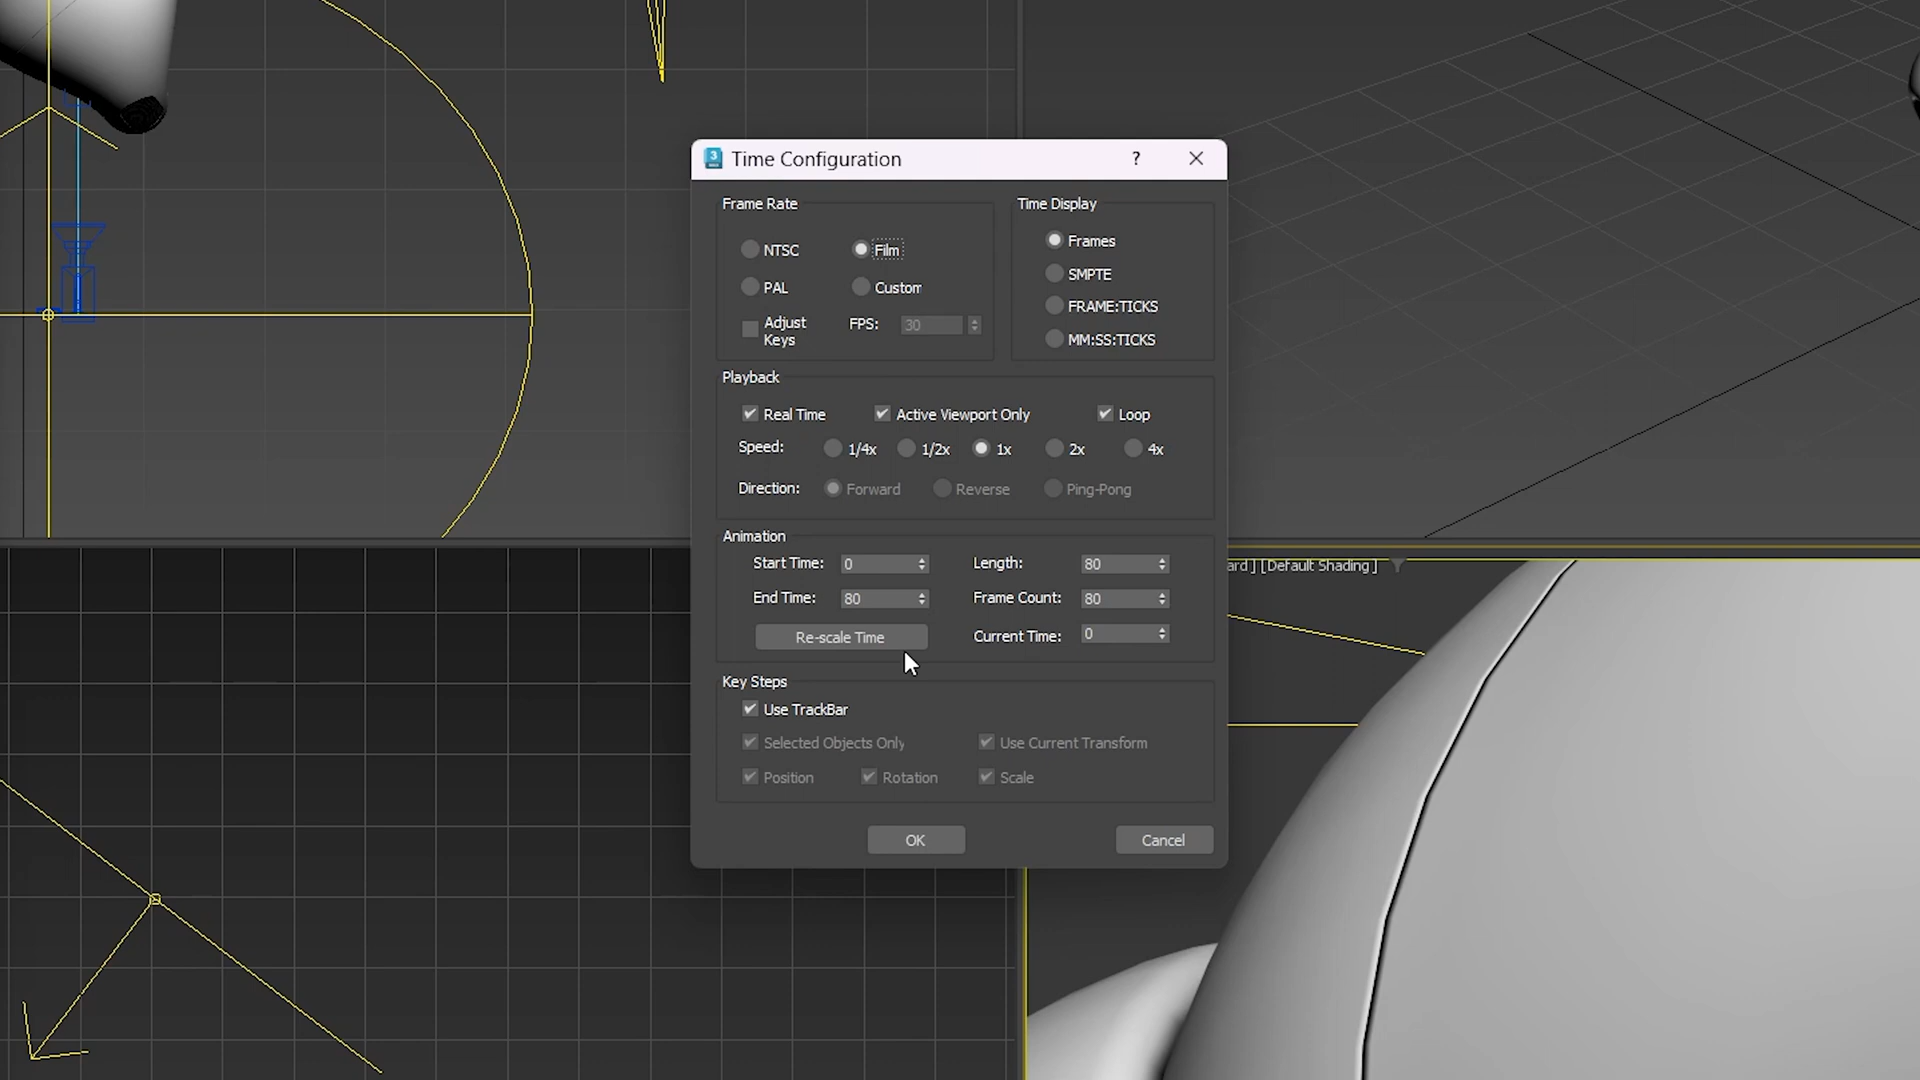 Time Configuration ?
Frame Rate
NTSC Film
PAL Custom
Adjust Keys FPS: 30
Time Display
Frames
SMPTE
FRAME:TICKS
MM:SS:TICKS
Playback
Real Time Active Viewport Only Loop
Speed: 1/4x 1/2x 1x 2x 4x
Direction: Forward Reverse Ping-Pong
Animation
Start Time: 0 Length: 80
End Time: 80 Frame Count: 80
Re-scale Time Current Time: 0
Key Steps
Use TrackBar
Selected Objects Only Use Current Transform
Position Rotation Scale
OK Cancel
ard ] [Default Shading ]